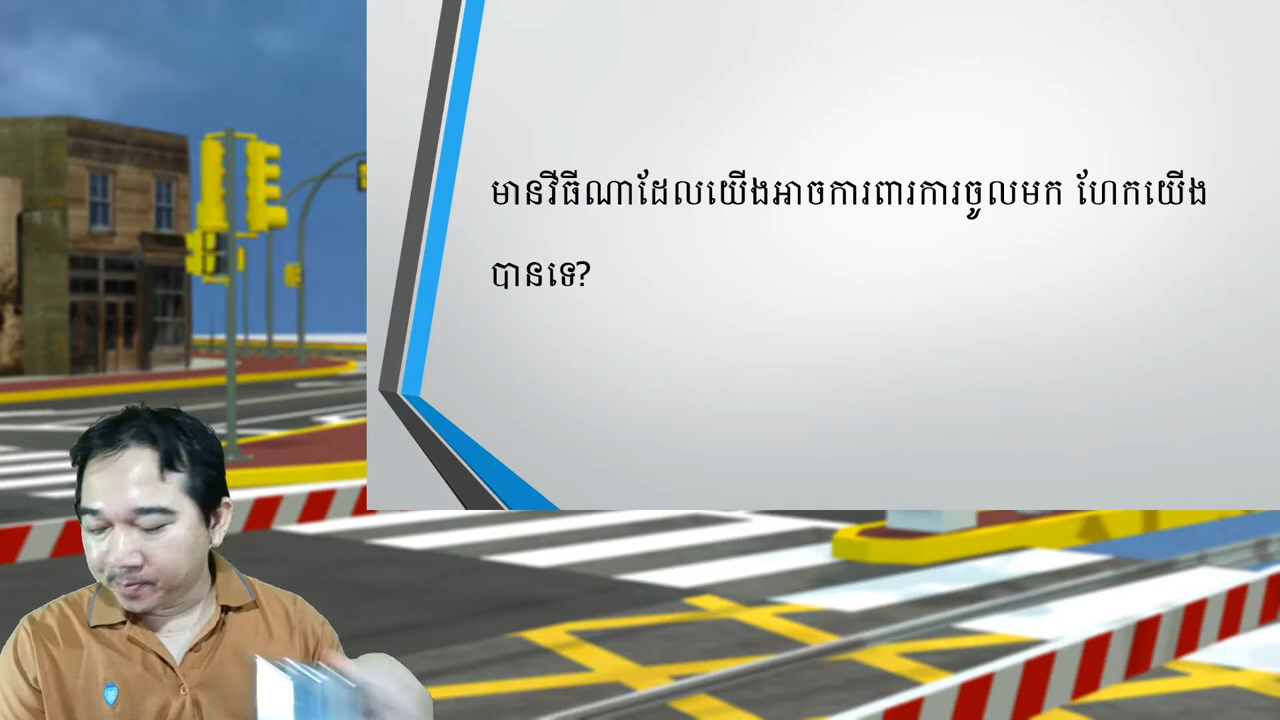 មានវីធីណាដែលយើងអាចការពារការចូលមក ហែកយើង
បានទេ?